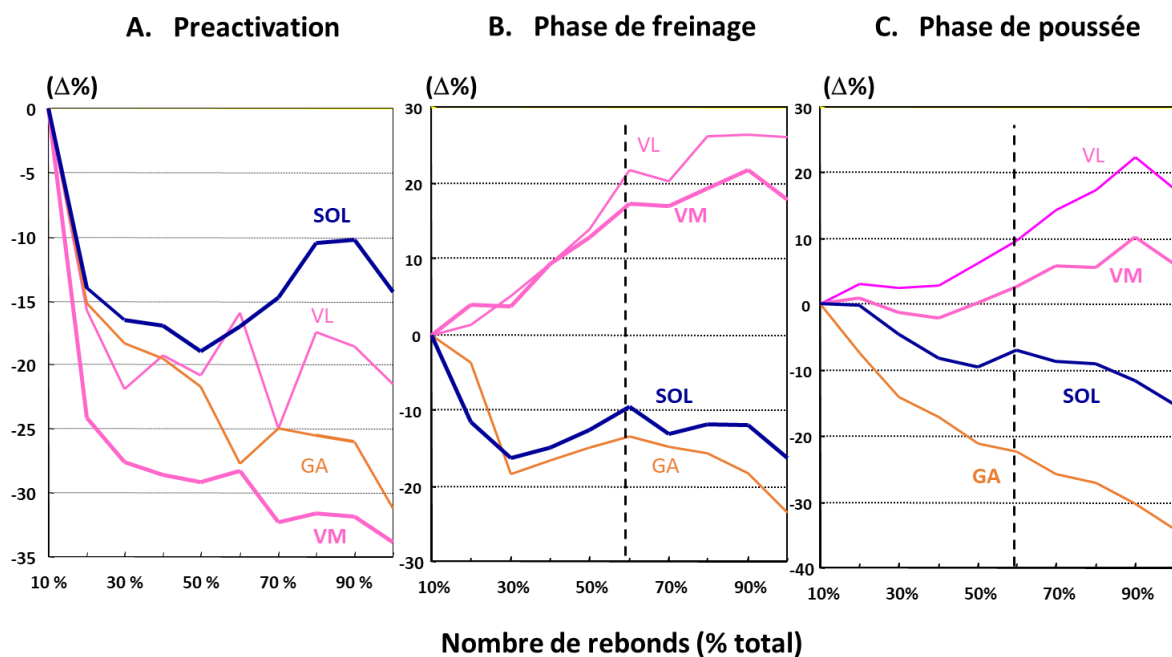 A. Preactivation
B. Phase de freinage
C. Phase de poussée
(Δ%)
0
-5
-10
-15
-20
-25
-30
-35
SOL
VL
GA
VM
10 % 30% 50 % 70 % 90 %
(Δ%)
30
20
10
0
-10
-20
-30
VL
VM
SOL
GA
10% 30% 50% 70% 90%
(Δ%)
30
20
10
0
-10
-20
-30
-40
VL
VM
SOL
GA
10% 30% 50% 70% 90%
Nombre de rebonds (% total)